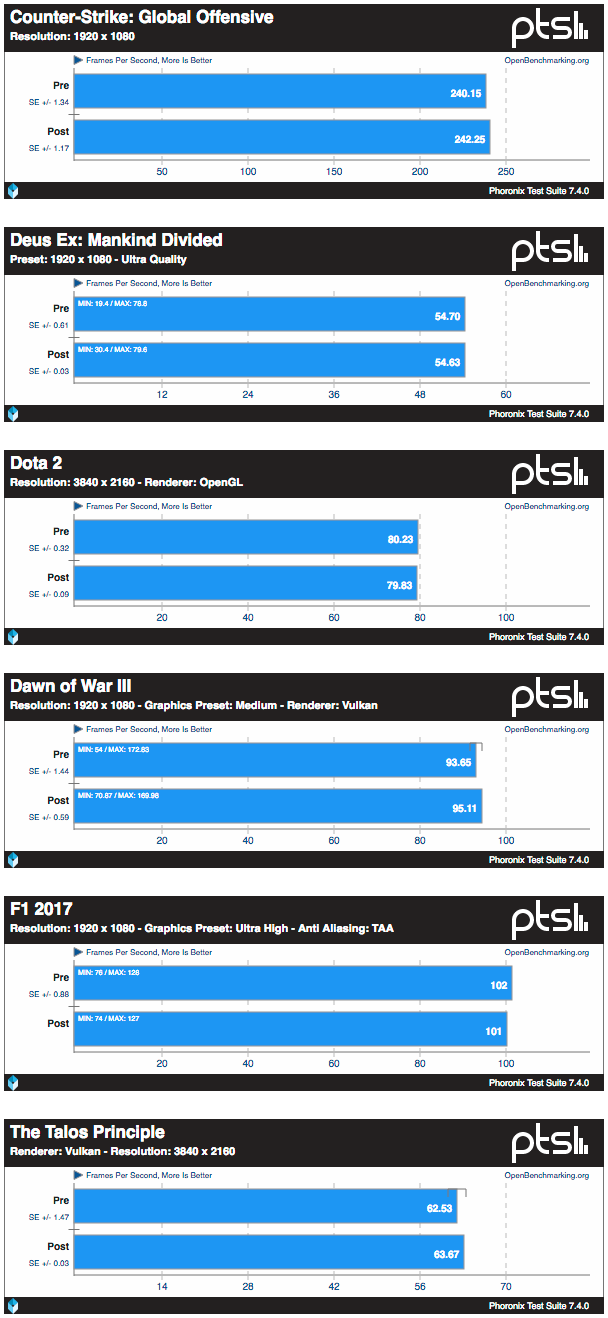 Counter-Strike: Global Offensive
Resolution: 1920 x 1080
ptsl
Frames Per Second, More Is Better
OpenBenchmarking.org
Pre
SE +/- 1.34
240.15
Post
SE +/- 1.17
242.25
50 100 150 200 250
Phoronix Test Suite 7.4.0
Deus Ex: Mankind Divided
Preset: 1920 x 1080 - Ultra Quality
ptsl
Frames Per Second, More Is Better
OpenBenchmarking.org
Pre
SE +/- 0.61
MIN: 19.4 / MAX: 78.8
54.70
Post
SE +/- 0.03
MIN: 30.4 / MAX: 79.6
54.63
12 24 36 48 60
Phoronix Test Suite 7.4.0
Dota 2
Resolution: 3840 x 2160 - Renderer: OpenGL
ptsl
Frames Per Second, More Is Better
OpenBenchmarking.org
Pre
SE +/- 0.32
80.23
Post
SE +/- 0.09
79.83
20 40 60 80 100
Phoronix Test Suite 7.4.0
Dawn of War III
Resolution: 1920 x 1080 - Graphics Preset: Medium - Renderer: Vulkan
ptsl
Frames Per Second, More Is Better
OpenBenchmarking.org
Pre
SE +/- 1.44
MIN: 54 / MAX: 172.83
93.65
Post
SE +/- 0.59
MIN: 70.87 / MAX: 169.98
95.11
20 40 60 80 100
Phoronix Test Suite 7.4.0
F1 2017
Resolution: 1920 x 1080 - Graphics Preset: Ultra High - Anti Aliasing: TAA
ptsl
Frames Per Second, More Is Better
OpenBenchmarking.org
Pre
SE +/- 0.88
MIN: 76 / MAX: 128
102
Post
MIN: 74 / MAX: 127
101
20 40 60 80 100
Phoronix Test Suite 7.4.0
The Talos Principle
Renderer: Vulkan - Resolution: 3840 x 2160
ptsl
Frames Per Second, More Is Better
OpenBenchmarking.org
Pre
SE +/- 1.47
62.53
Post
SE +/- 0.03
63.67
14 28 42 56 70
Phoronix Test Suite 7.4.0